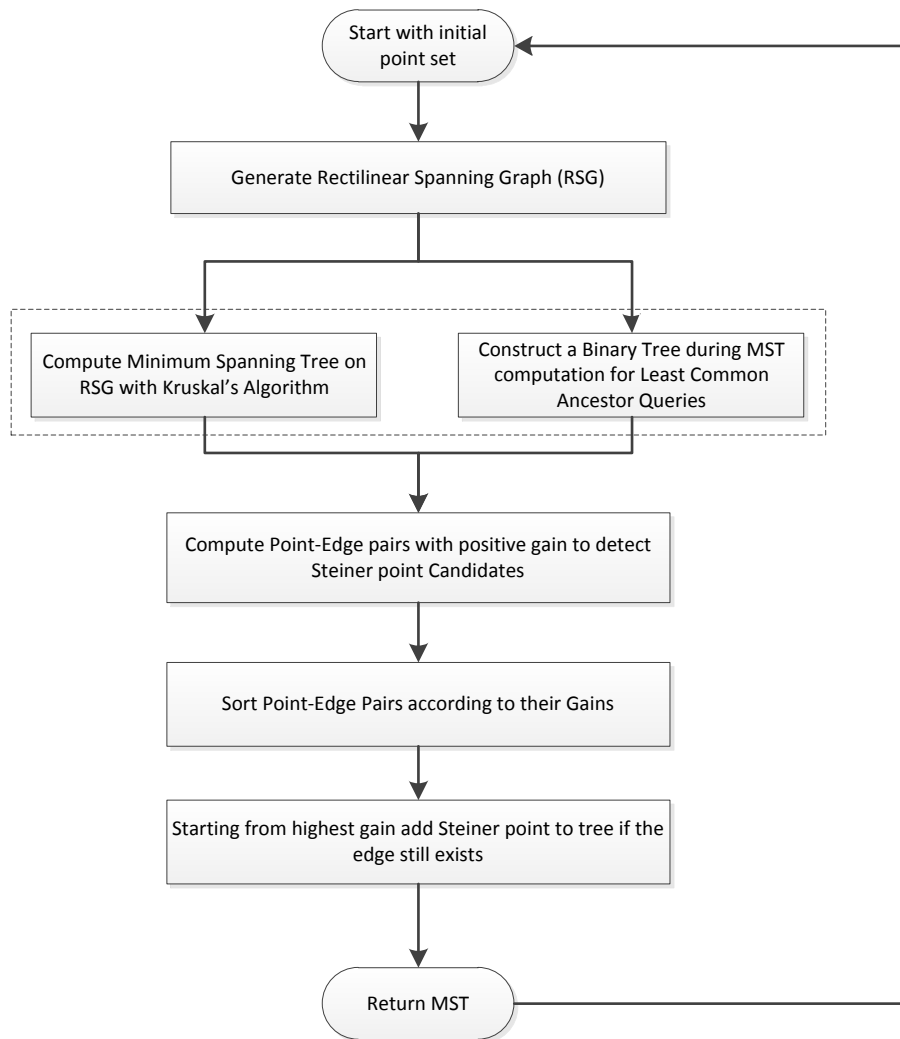 Start with initial
point set
Generate Rectilinear Spanning Graph (RSG)
Compute Minimum Spanning Tree on
RSG with Kruskal’s Algorithm
Construct a Binary Tree during MST
computation for Least Common
Ancestor Queries
Compute Point-Edge pairs with positive gain to detect
Steiner point Candidates
Sort Point-Edge Pairs according to their Gains
Starting from highest gain add Steiner point to tree if the
edge still exists
Return MST